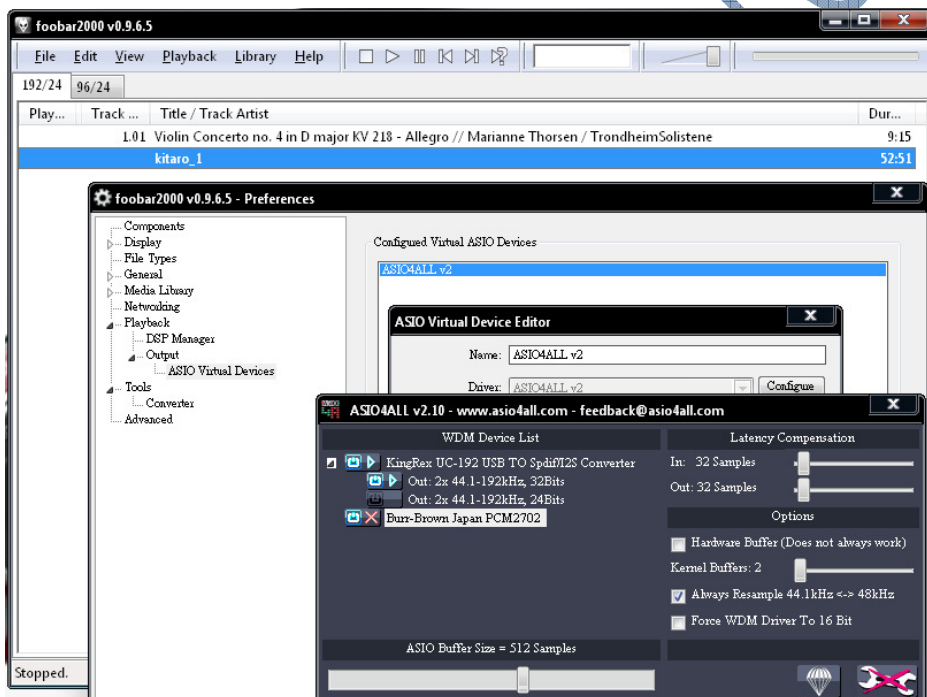 foobar2000 v0.9.6.5
File Edit View Playback Library Help
192/24 96/24
Play... Track ... Title / Track Artist Dur...
1.01 Violin Concerto no. 4 in D major KV 218 - Allegro // Marianne Thorsen / TrondheimSolistene 9:15
kitaro_1 52:51
foobar2000 v0.9.6.5 - Preferences
Components
Display
File Types
General
Media Library
Networking
Playback
DSP Manager
Output
ASIO Virtual Devices
Tools
Converter
Advanced
Configured Virtual ASIO Devices
ASIO4ALL v2
ASIO Virtual Device Editor
Name: ASIO4ALL v2
Driver: ASIO4ALL v2 Configure
ASIO4ALL v2.10 - www.asio4all.com - feedback@asio4all.com
WDM Device List
KingRex UC-192 USB TO Spdif/I2S Converter
Out: 2x 44.1-192kHz, 32Bits
Out: 2x 44.1-192kHz, 24Bits
Burr-Brown Japan PCM2702
Latency Compensation
In: 32 Samples
Out: 32 Samples
Options
Hardware Buffer (Does not always work)
Kernel Buffers: 2
Always Resample 44.1kHz <-> 48kHz
Force WDM Driver To 16 Bit
ASIO Buffer Size = 512 Samples
Stopped.